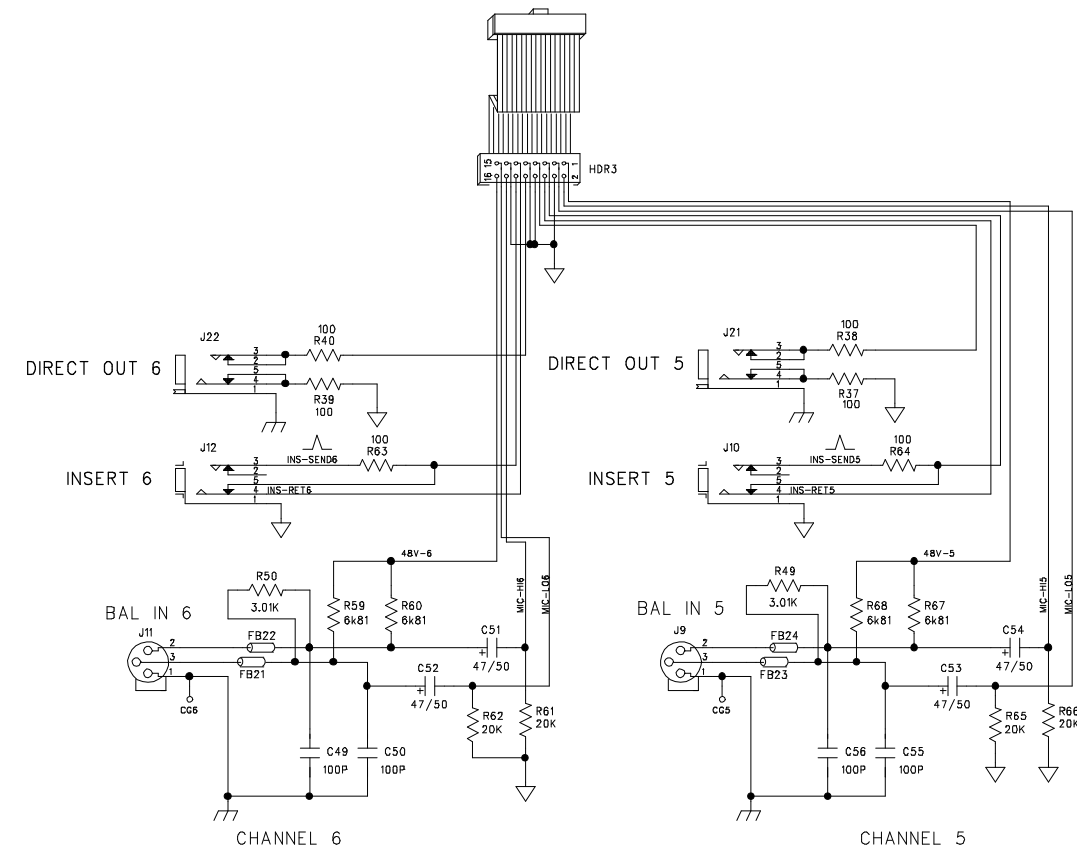 15
1
16
2
HDR3
J22
100
R40
3
2
5
4
1
DIRECT OUT 6
R39
100
J21
100
R38
3
2
5
4
1
DIRECT OUT 5
R37
100
J12
100
R63
INS-SEND6
3
2
5
4
1
INS-RET6
INSERT 6
J10
100
R64
INS-SEND5
3
2
5
4
1
INS-RET5
INSERT 5
48V-6
R50
3.01K
R59
6k81
R60
6k81
MIC-HI6
MIC-LO6
BAL IN 6
J11
2
3
1
FB22
FB21
C51
+
47/50
C52
+
47/50
CG6
R62
20K
R61
20K
C49
100P
C50
100P
CHANNEL 6
48V-5
R49
3.01K
R68
6k81
R67
6k81
MIC-HI5
MIC-LO5
BAL IN 5
J9
2
3
1
FB24
FB23
C54
+
47/50
C53
+
47/50
CG5
R65
20K
R66
20K
C56
100P
C55
100P
CHANNEL 5